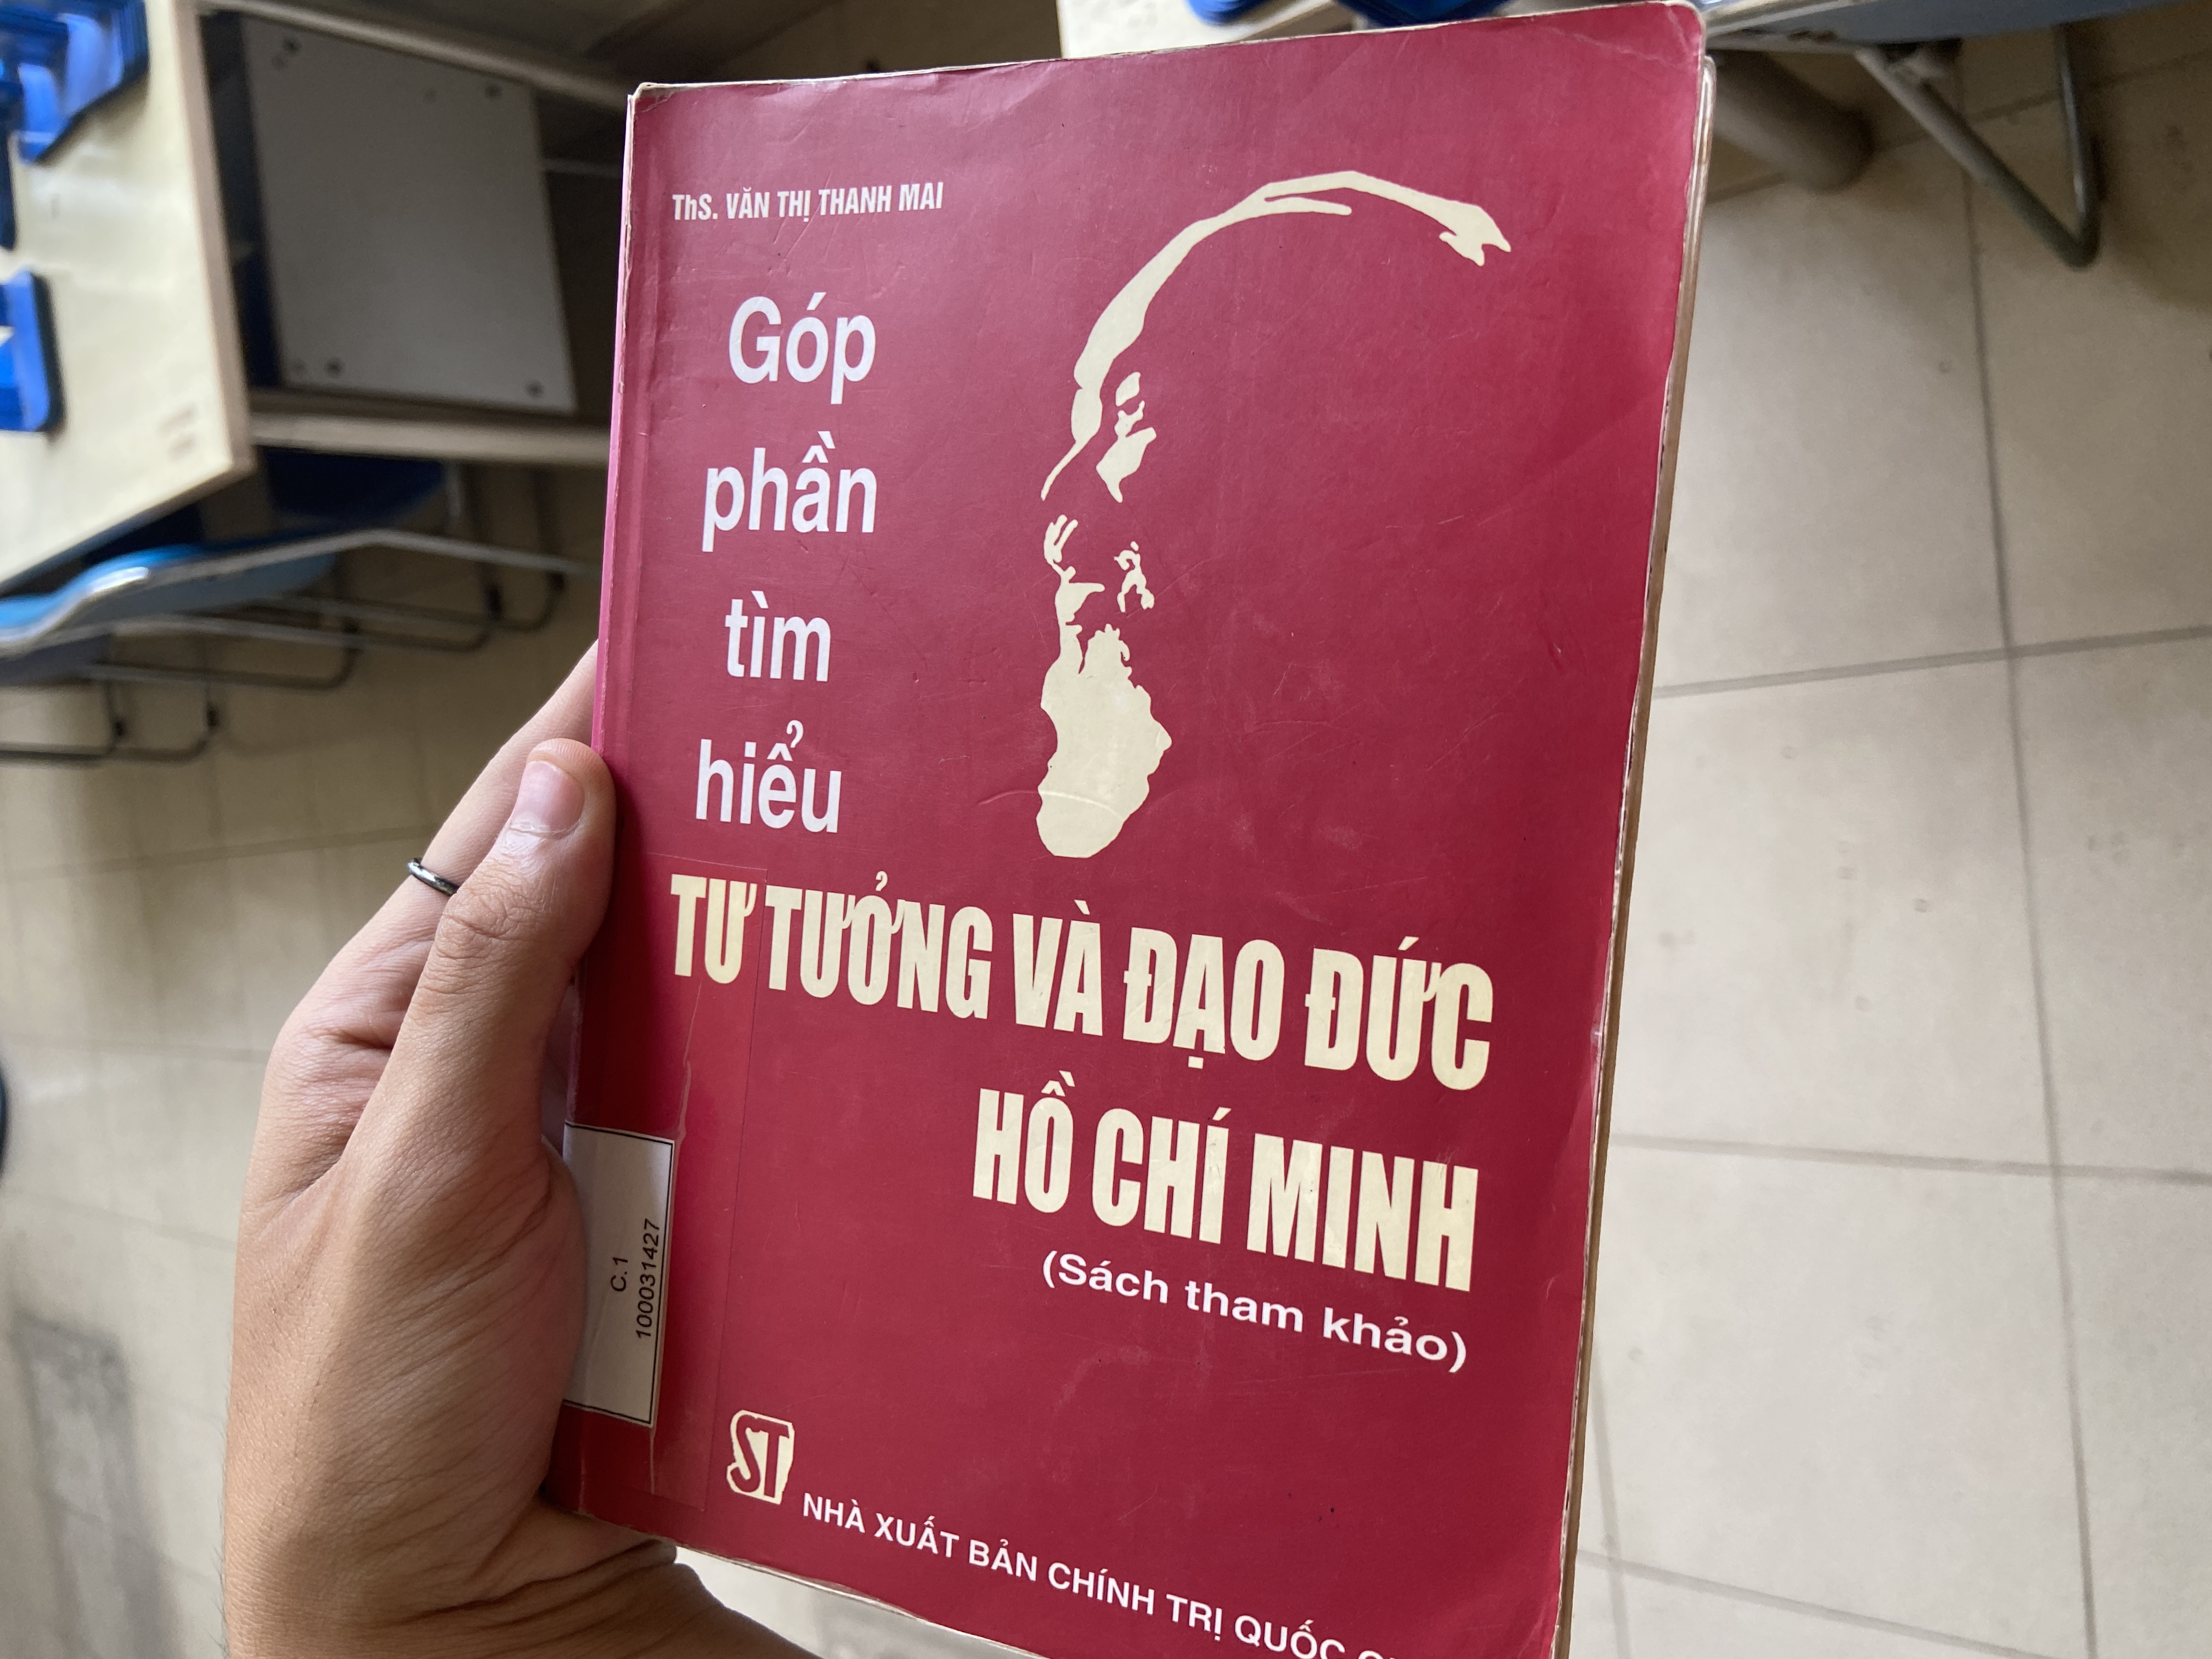 ThS. VĂN THỊ THANH MAI
Góp
phần
tìm
hiểu
TƯ TƯỞNG VÀ ĐẠO ĐỨC
HỒ CHÍ MINH
(Sách tham khảo)
C.1
100031427
ST
NHÀ XUẤT BẢN CHÍNH TRỊ QUỐC